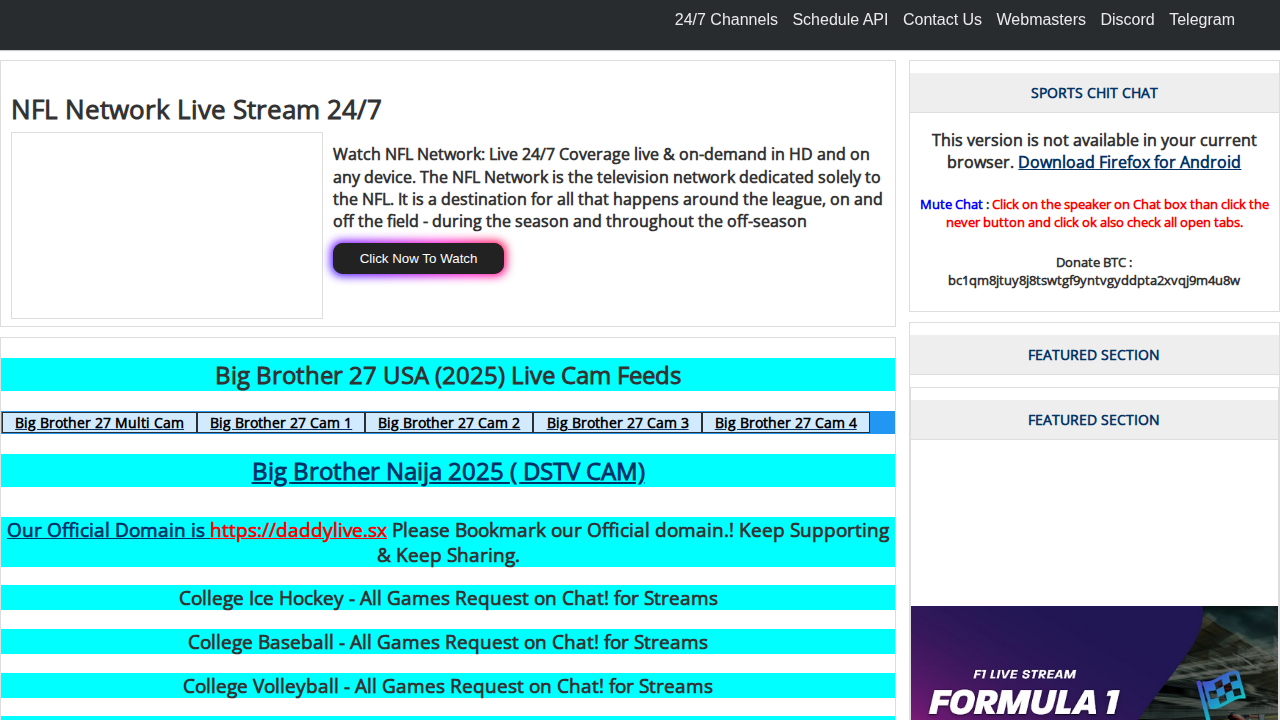 24/7 Channels Schedule API Contact Us Webmasters Discord Telegram
NFL Network Live Stream 24/7
Watch NFL Network: Live 24/7 Coverage live & on-demand in HD and on
any device. The NFL Network is the television network dedicated solely to
the NFL. It is a destination for all that happens around the league, on and
off the field - during the season and throughout the off-season
Click Now To Watch
Big Brother 27 USA (2025) Live Cam Feeds
Big Brother 27 Multi Cam Big Brother 27 Cam 1 Big Brother 27 Cam 2 Big Brother 27 Cam 3 Big Brother 27 Cam 4
Big Brother Naija 2025 ( DSTV CAM)
Our Official Domain is https://daddylive.sx Please Bookmark our Official domain.! Keep Supporting
& Keep Sharing.
College Ice Hockey - All Games Request on Chat! for Streams
College Baseball - All Games Request on Chat! for Streams
College Volleyball - All Games Request on Chat! for Streams
SPORTS CHIT CHAT
This version is not available in your current
browser. Download Firefox for Android
Mute Chat : Click on the speaker on Chat box than click the
never button and click ok also check all open tabs.
Donate BTC :
bc1qm8jtuy8j8tswtgf9yntvgyddpta2xvqj9m4u8w
FEATURED SECTION
FEATURED SECTION
F1 LIVE STREAM
FORMULA 1